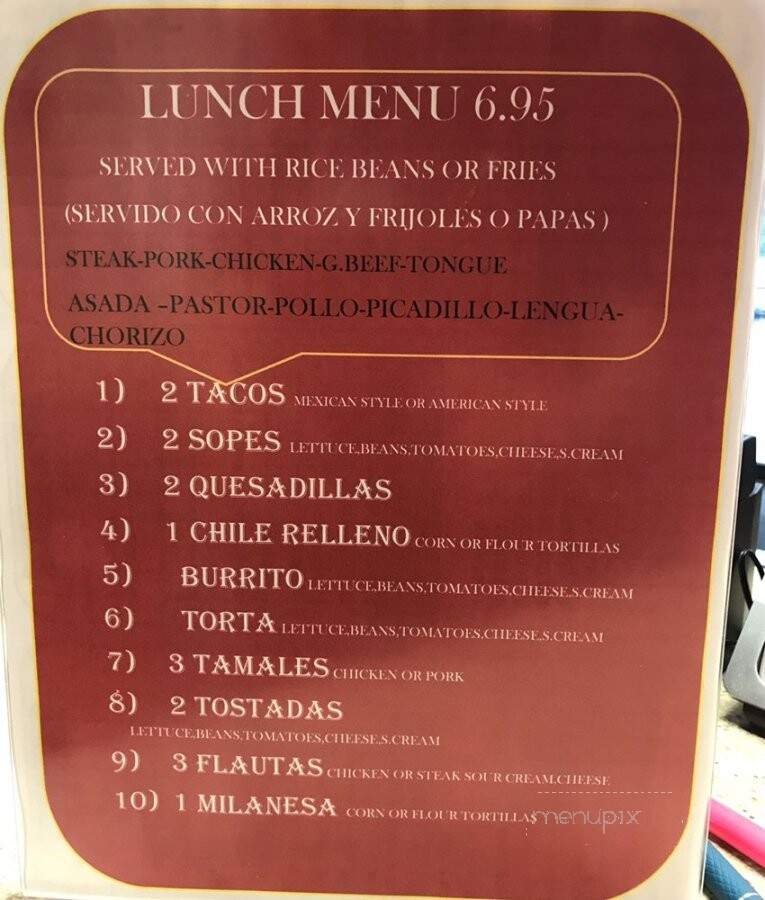 LUNCH MENU 6.95
SERVED WITH RICE BEANS OR FRIES
(SERVIDO CON ARROZ Y FRIJOLES O PAPAS )
STEAK-PORK-CHICKEN-G.BEEF-TONGUE
ASADA –PASTOR-POLLO-PICADILLO-LENGUA-
CHORIZO
1) 2 TACOS MEXICAN STYLE OR AMERICAN STYLE
2) 2 SOPES LETTUCE,BEANS,TOMATOES,CHEESE,S.CREAM
3) 2 QUESADILLAS
4) 1 CHILE RELLENO CORN OR FLOUR TORTILLAS
5) BURRITO LETTUCE,BEANS,TOMATOES,CHEESE,S.CREAM
6) TORTA LETTUCE,BEANS,TOMATOES,CHEESE,S.CREAM
7) 3 TAMALES CHICKEN OR PORK
8) 2 TOSTADAS
LETTUCE,BEANS,TOMATOES,CHEESE,S.CREAM
9) 3 FLAUTAS CHICKEN OR STEAK SOUR CREAM,CHEESE
10) 1 MILANESA CORN OR FLOUR TORTILLAS
menupix